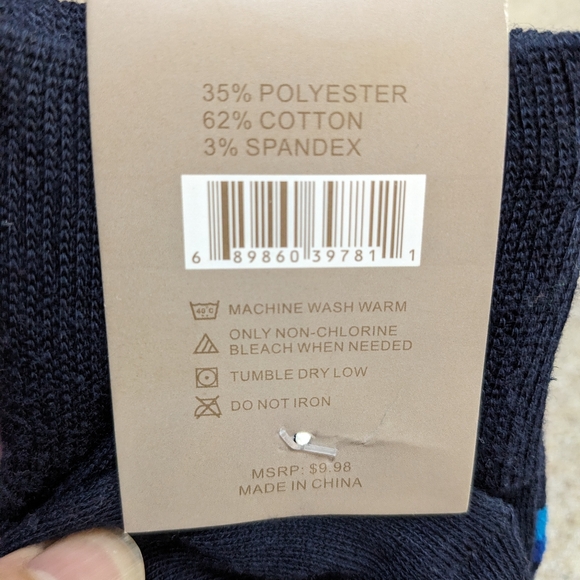 35% POLYESTER
62% COTTON
3% SPANDEX
6 89860 39781 1
40°C
MACHINE WASH WARM
ONLY NON-CHLORINE
BLEACH WHEN NEEDED
TUMBLE DRY LOW
DO NOT IRON
MSRP: $9.98
MADE IN CHINA